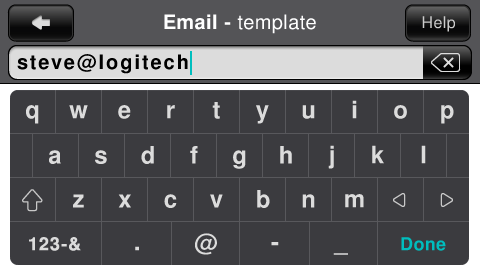 Email - template
Help
steve@logitech
q w e r t y u i o p
a s d f g h j k l
z x c v b n m
123-& . @ - _ Done